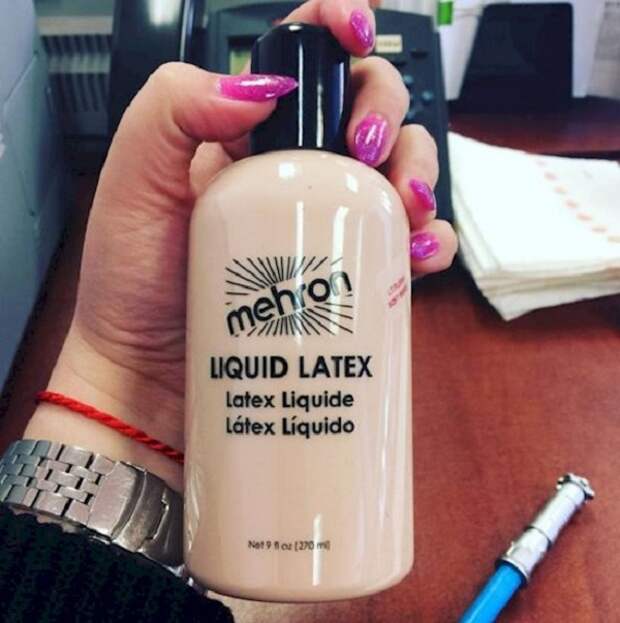 mehron
LIQUID LATEX
Latex Liquide
Látex Líquido
Net 9 fl oz (270 ml)